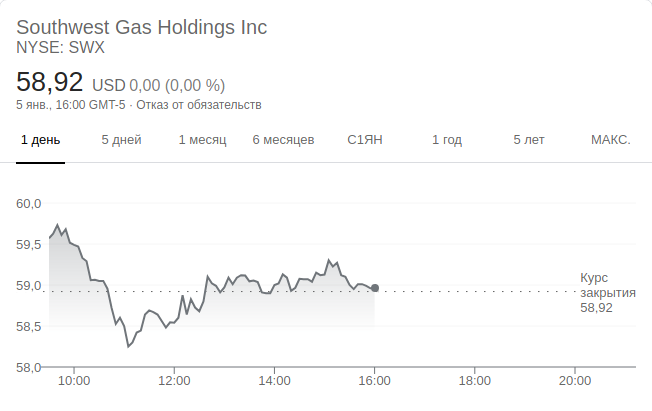 Southwest Gas Holdings Inc
NYSE: SWX
58,92 USD 0,00 (0,00 %)
5 янв., 16:00 GMT-5 · Отказ от обязательств
1 день 5 дней 1 месяц 6 месяцев С1ЯН 1 год 5 лет МАКС.
60,0
59,5
59,0
58,5
58,0
Курс
закрытия
58,92
10:00 12:00 14:00 16:00 18:00 20:00